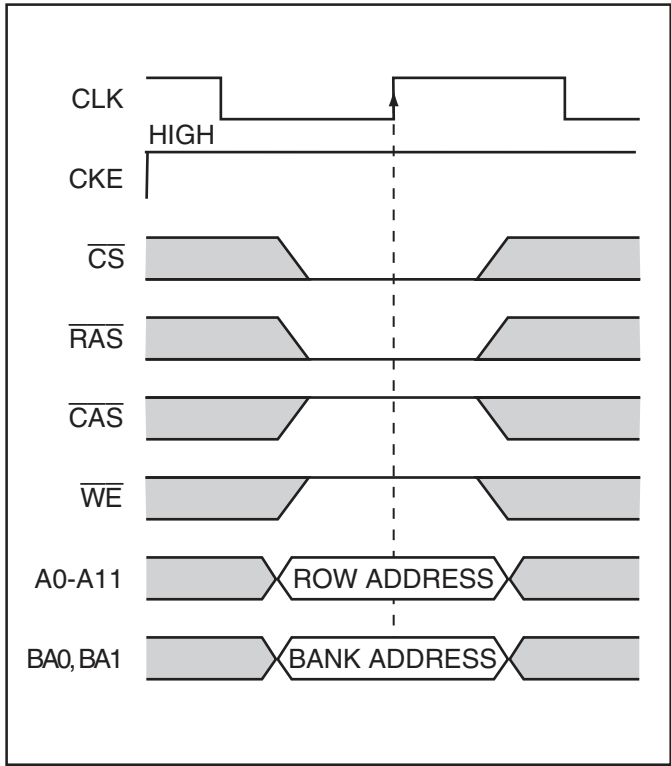 CLK
HIGH
CKE
CS
RAS
CAS
WE
A0-A11 ROW ADDRESS
BA0, BA1 BANK ADDRESS